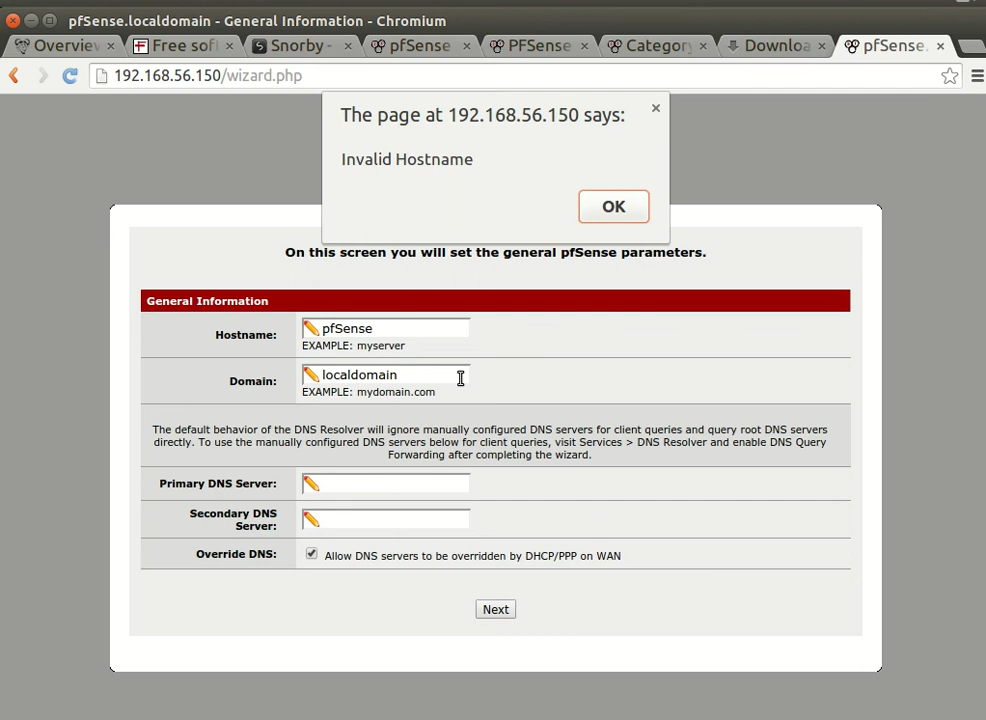 pfSense.localdomain - General Information - Chromium
Overview
Free soft
Snorby -
pfSense
PFSense
Category
Downloa
pfSense.
192.168.56.150/wizard.php
The page at 192.168.56.150 says:
Invalid Hostname
OK
On this screen you will set the general pfSense parameters.
General Information
Hostname:
pfSense
EXAMPLE: myserver
Domain:
localdomain
EXAMPLE: mydomain.com
The default behavior of the DNS Resolver will ignore manually configured DNS servers for client queries and query root DNS servers
directly. To use the manually configured DNS servers below for client queries, visit Services > DNS Resolver and enable DNS Query
Forwarding after completing the wizard.
Primary DNS Server:
Secondary DNS
Server:
Override DNS:
Allow DNS servers to be overridden by DHCP/PPP on WAN
Next